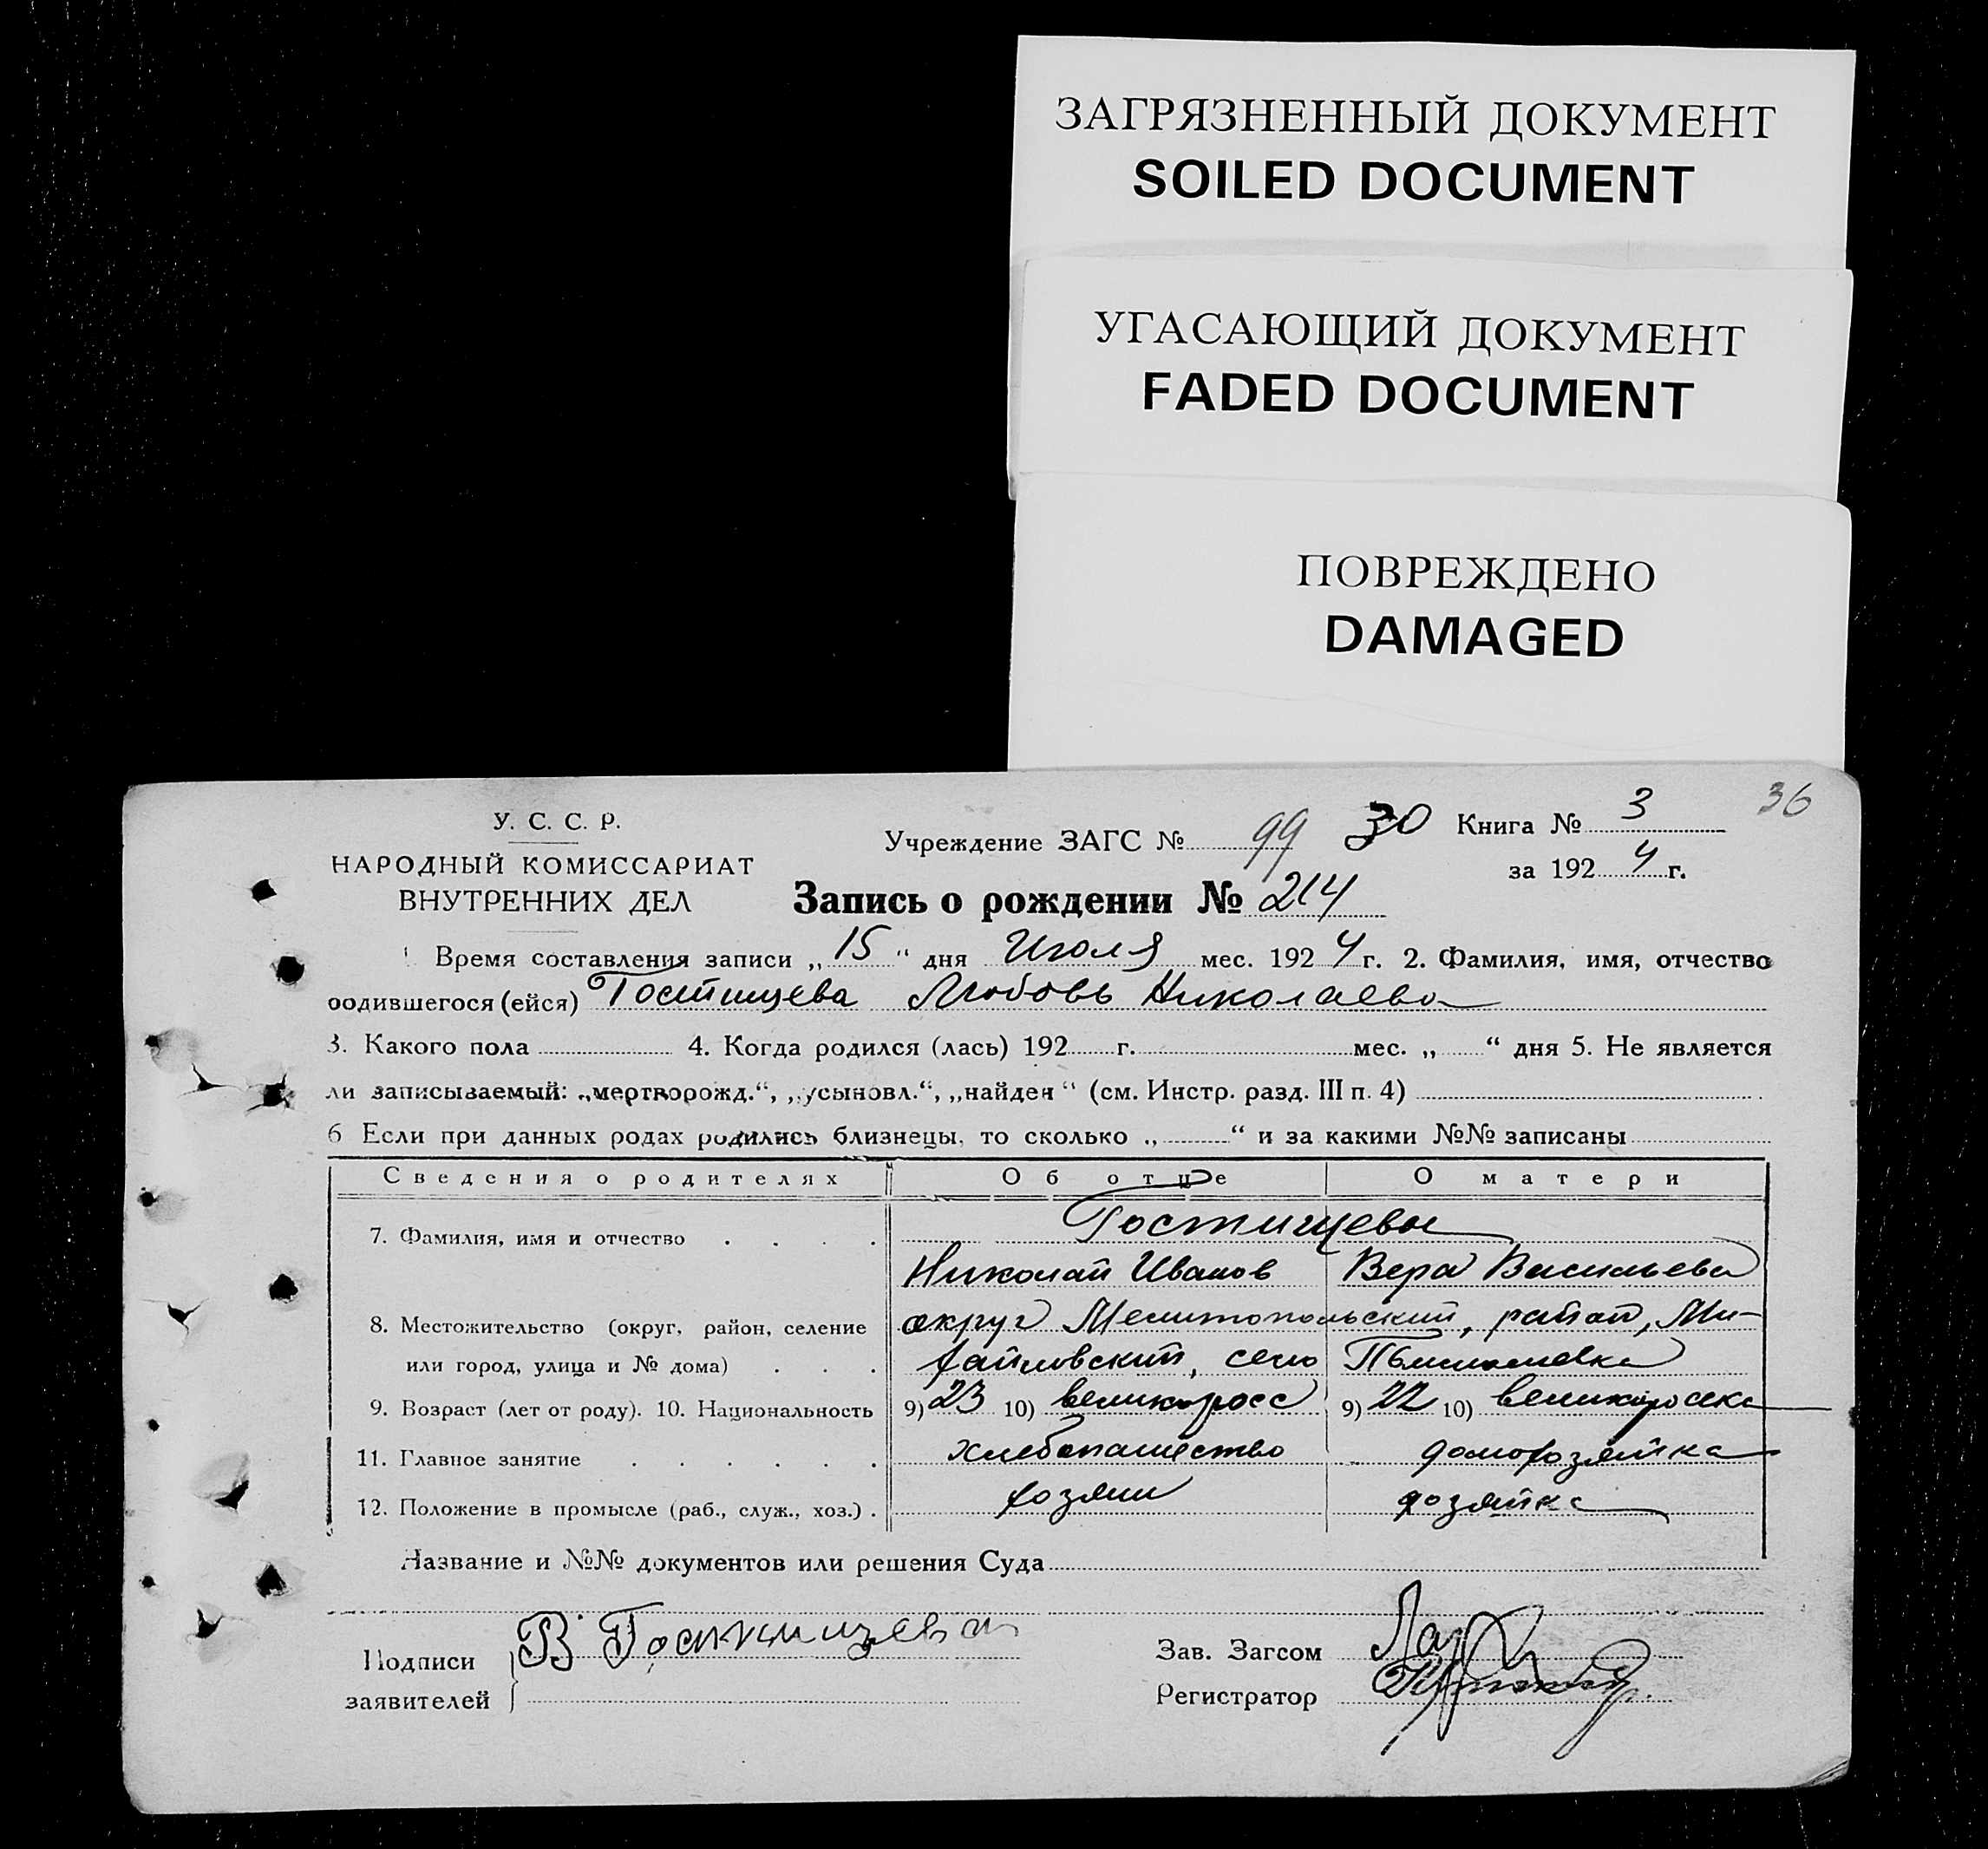 ЗАГРЯЗНЕННЫЙ ДОКУМЕНТ
SOILED DOCUMENT
УГАСАЮЩИЙ ДОКУМЕНТ
FADED DOCUMENT
ПОВРЕЖДЕНО
DAMAGED
36
У. С. С. Р.
НАРОДНЫЙ КОМИССАРИАТ
ВНУТРЕННИХ ДЕЛ
Учреждение ЗАГС № 99 30 Книга № 3
за 1924 г.
Запись о рождении № 214
Время составления записи „15“ дня Июля мес. 1924 г. 2. Фамилия, имя, отчество
родившегося (ейся) Гостищева Любовь Николаева
3. Какого пола 4. Когда родился (лась) 192 г. мес. „ “ дня 5. Не является
ли записываемый: „мертворожд.“, „усыновл.“, „найден“ (см. Инстр. разд. III п. 4)
6 Если при данных родах родились близнецы, то сколько „ “ и за какими №№ записаны
Сведения о родителях Об отце О матери
7. Фамилия, имя и отчество Гостищевы
Николай Иванов Вера Васильева
8. Местожительство (округ, район, селение округ Мелитопольский, район, Ми-
или город, улица и № дома) хайловский, село
9. Возраст (лет от роду). 10. Национальность 9) 23 10) великоросс 9) 22 10) великоросска
11. Главное занятие хлебопашество домохозяйка
12. Положение в промысле (раб., служ., хоз.) хозяин хозяйка
Название и №№ документов или решения Суда
Подписи В Гостищева Зав. Загсом
заявителей Регистратор